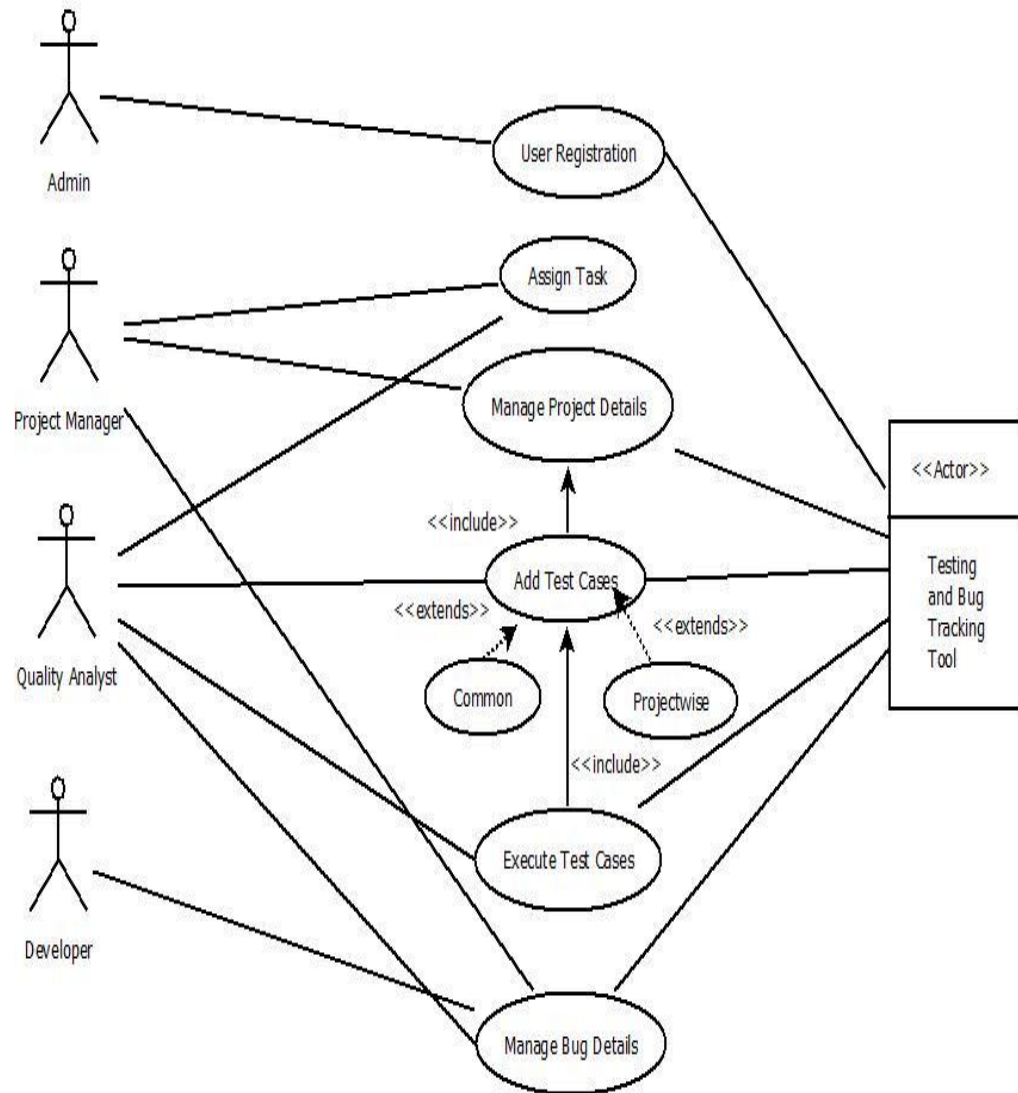 Admin
User Registration
Assign Task
Project Manager
Manage Project Details
<<Actor>>
<<include>>
Quality Analyst
Add Test Cases
<<extends>>
<<extends>>
Testing
and Bug
Tracking
Tool
Common
Projectwise
<<include>>
Execute Test Cases
Developer
Manage Bug Details